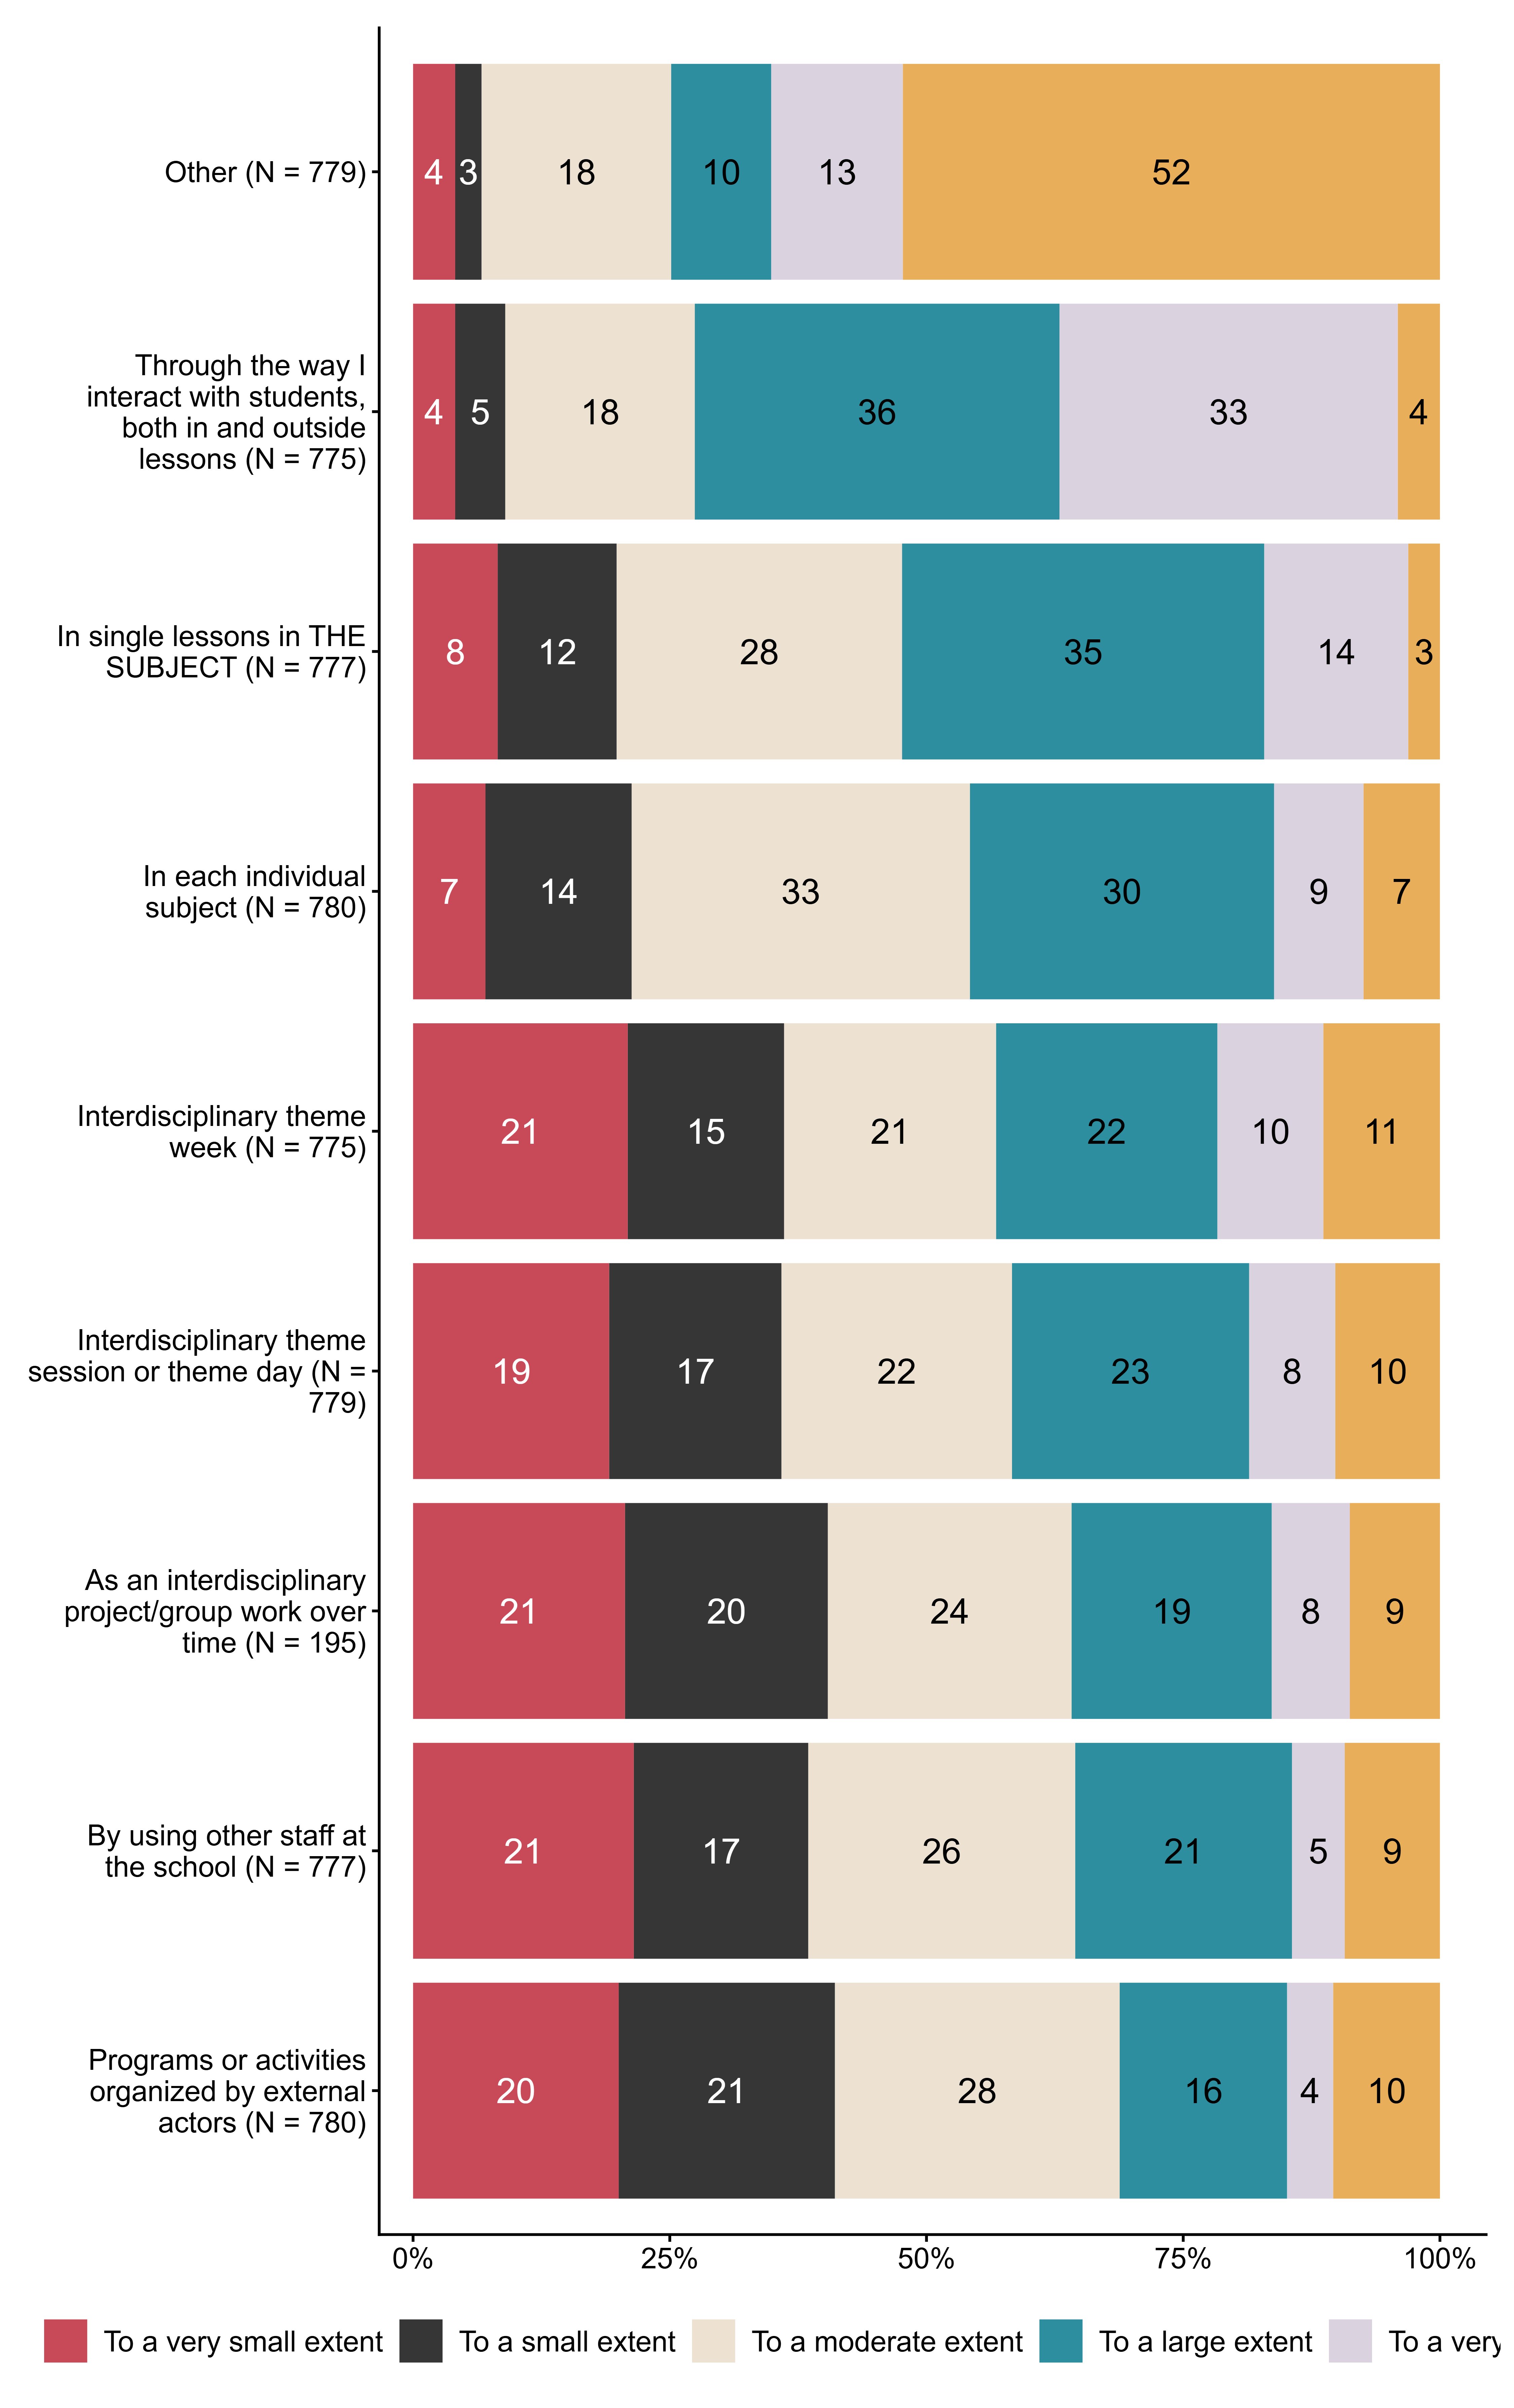 Other (N = 779)
4 3 18 10 13 52
Through the way I
interact with students,
both in and outside
lessons (N = 775)
4 5 18 36 33 4
In single lessons in THE
SUBJECT (N = 777)
8 12 28 35 14 3
In each individual
subject (N = 780)
7 14 33 30 9 7
Interdisciplinary theme
week (N = 775)
21 15 21 22 10 11
Interdisciplinary theme
session or theme day (N =
779)
19 17 22 23 8 10
As an interdisciplinary
project/group work over
time (N = 195)
21 20 24 19 8 9
By using other staff at
the school (N = 777)
21 17 26 21 5 9
Programs or activities
organized by external
actors (N = 780)
20 21 28 16 4 10
0% 25% 50% 75% 100%
To a very small extent To a small extent To a moderate extent To a large extent To a very